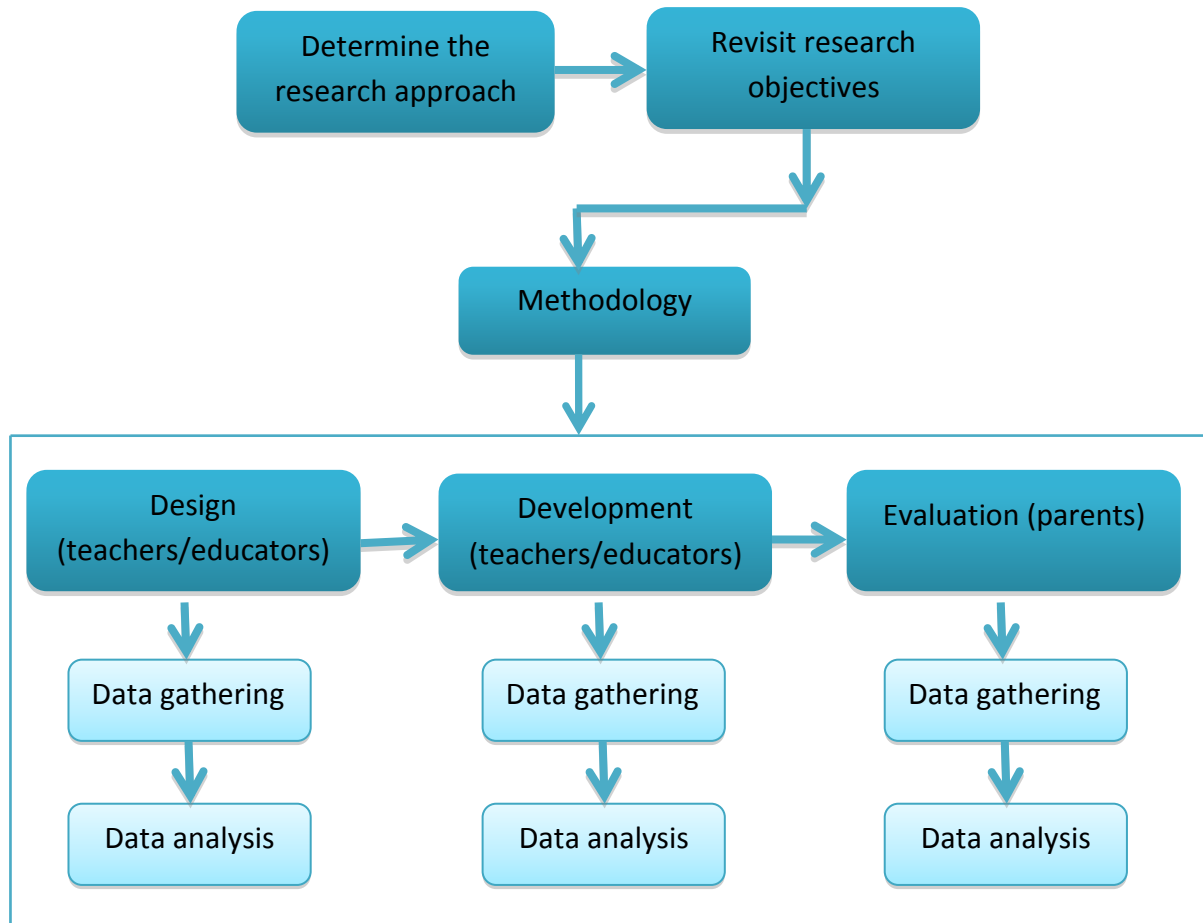 Determine the
research approach
Revisit research
objectives
Methodology
Design
(teachers/educators)
Development
(teachers/educators)
Evaluation (parents)
Data gathering
Data gathering
Data gathering
Data analysis
Data analysis
Data analysis